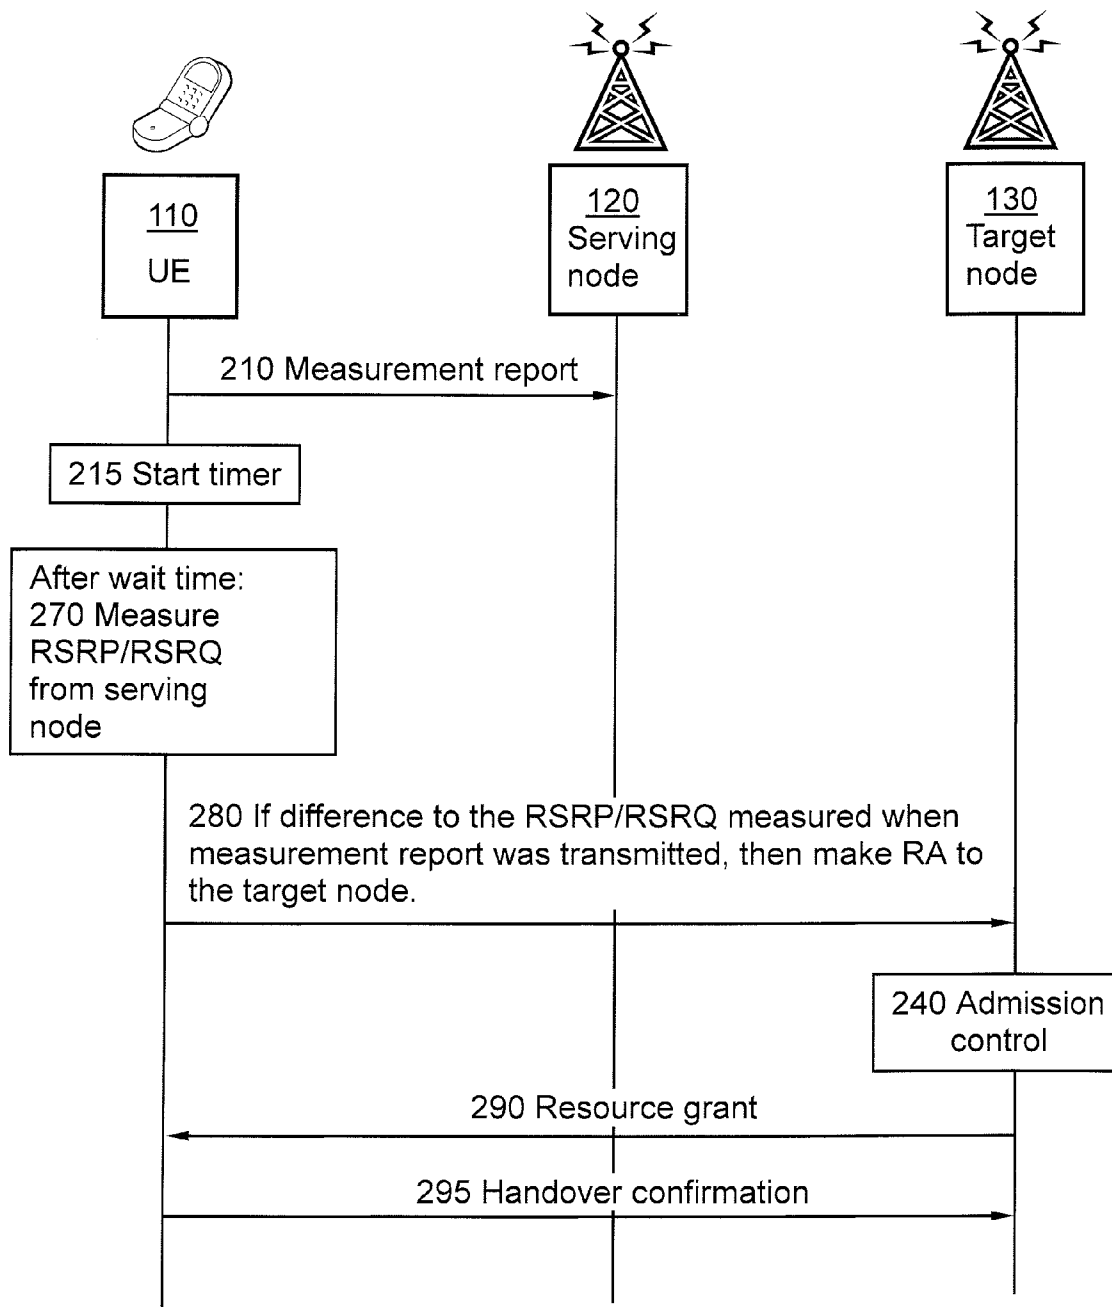 110
UE
120
Serving
node
130
Target
node
210 Measurement report
215 Start timer
After wait time:
270 Measure
RSRP/RSRQ
from serving
node
280 If difference to the RSRP/RSRQ measured when
measurement report was transmitted, then make RA to
the target node.
240 Admission
control
290 Resource grant
295 Handover confirmation